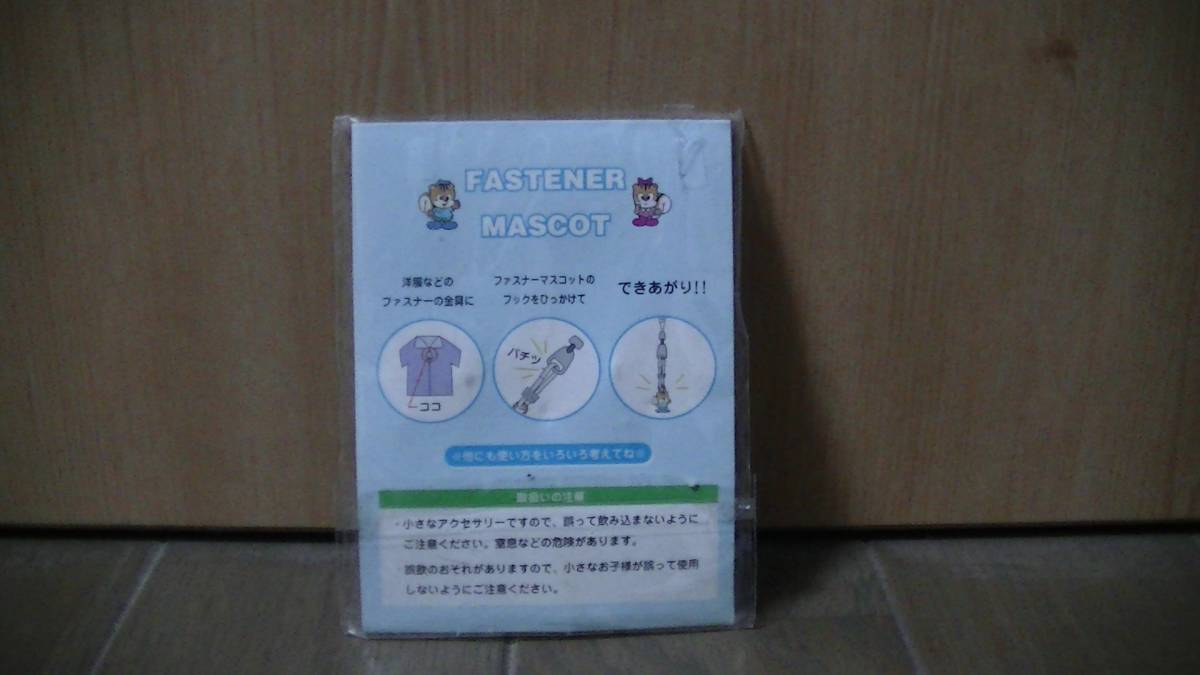 FASTENER
MASCOT
洋服などの
ファスナーの金具に
ファスナーマスコットの
フックをひっかけて
できあがり!!
ココ
パチッ
※他にも使い方をいろいろ考えてね※
取扱いの注意
・小さなアクセサリーですので、誤って飲み込まないように
ご注意ください。窒息などの危険があります。
・誤飲のおそれがありますので、小さなお子様が誤って使用
しないようにご注意ください。